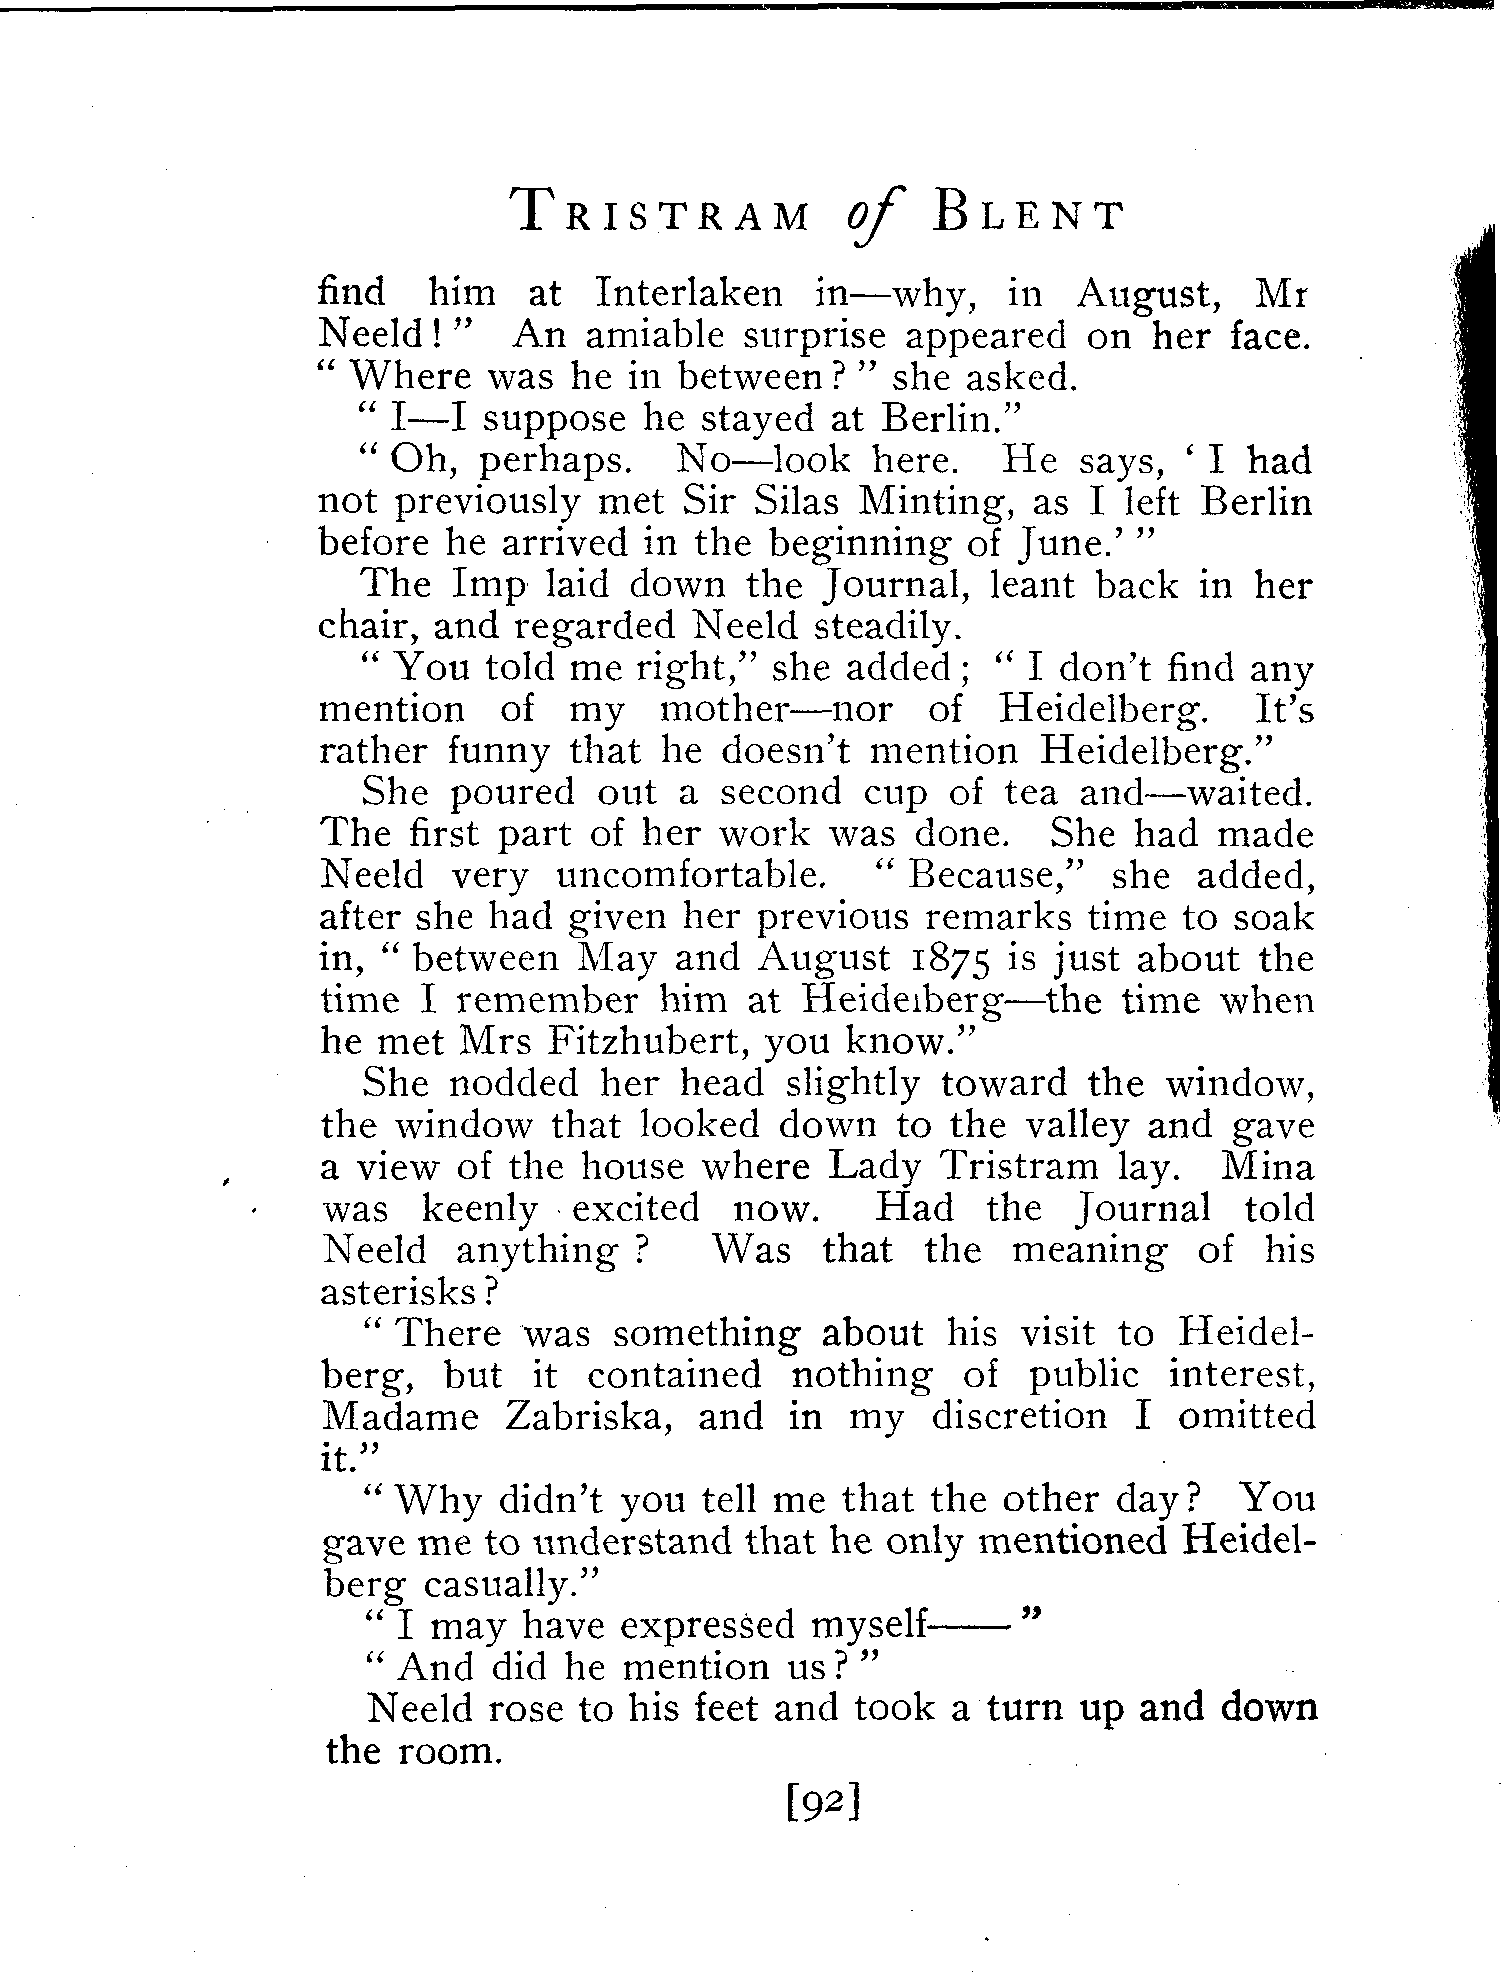 TRISTRAM of BLENT
find him at Interlaken in—why, in August, Mr
Neeld!" An amiable surprise appeared on her face.
"Where was he in between?" she asked.
"I—I suppose he stayed at Berlin."
"Oh, perhaps. No—look here. He says, 'I had
not previously met Sir Silas Minting, as I left Berlin
before he arrived in the beginning of June.'"
The Imp laid down the Journal, leant back in her
chair, and regarded Neeld steadily.
"You told me right," she added; "I don't find any
mention of my mother—nor of Heidelberg. It's
rather funny that he doesn't mention Heidelberg."
She poured out a second cup of tea and—waited.
The first part of her work was done. She had made
Neeld very uncomfortable. "Because," she added,
after she had given her previous remarks time to soak
in, "between May and August 1875 is just about the
time I remember him at Heidelberg—the time when
he met Mrs Fitzhubert, you know."
She nodded her head slightly toward the window,
the window that looked down to the valley and gave
a view of the house where Lady Tristram lay. Mina
was keenly excited now. Had the Journal told
Neeld anything? Was that the meaning of his
asterisks?
"There was something about his visit to Heidel-
berg, but it contained nothing of public interest,
Madame Zabriska, and in my discretion I omitted
it."
"Why didn't you tell me that the other day? You
gave me to understand that he only mentioned Heidel-
berg casually."
"I may have expressed myself——"
"And did he mention us?"
Neeld rose to his feet and took a turn up and down
the room.
[92]